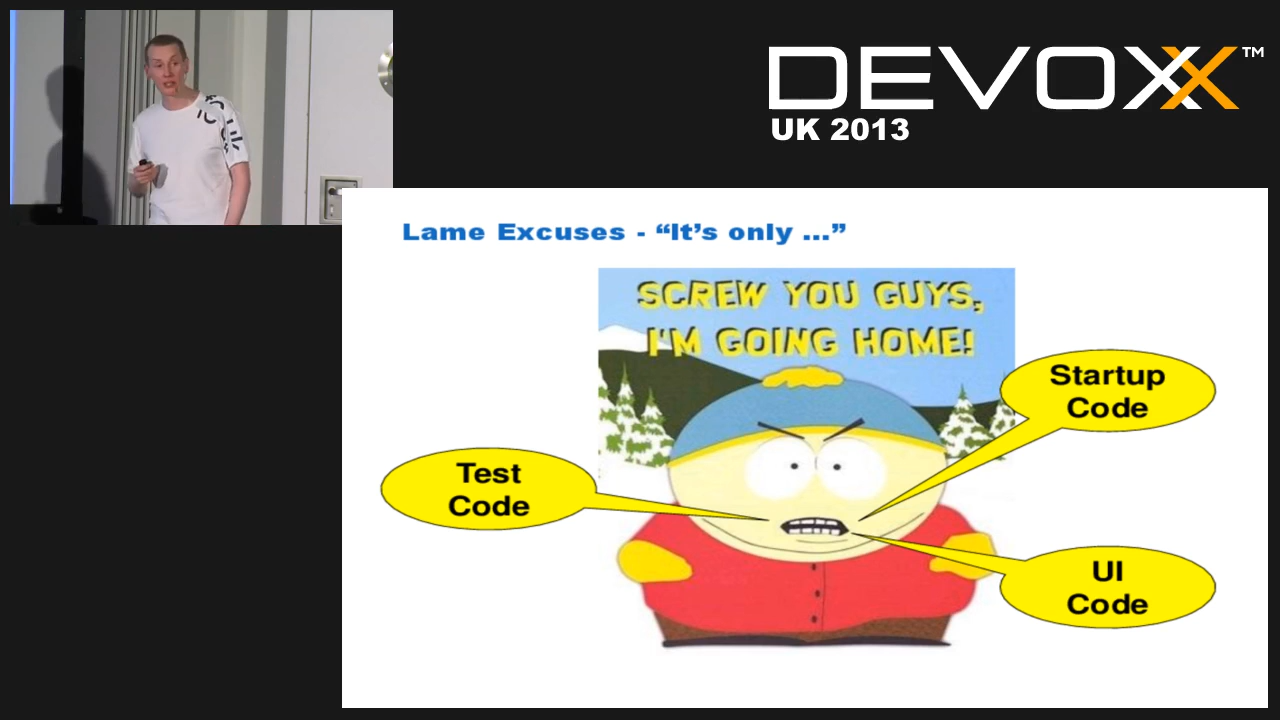 DEVOXX™
UK 2013
Lame Excuses - “It’s only ...”
SCREW YOU GUYS,
I'M GOING HOME!
Startup
Code
Test
Code
UI
Code